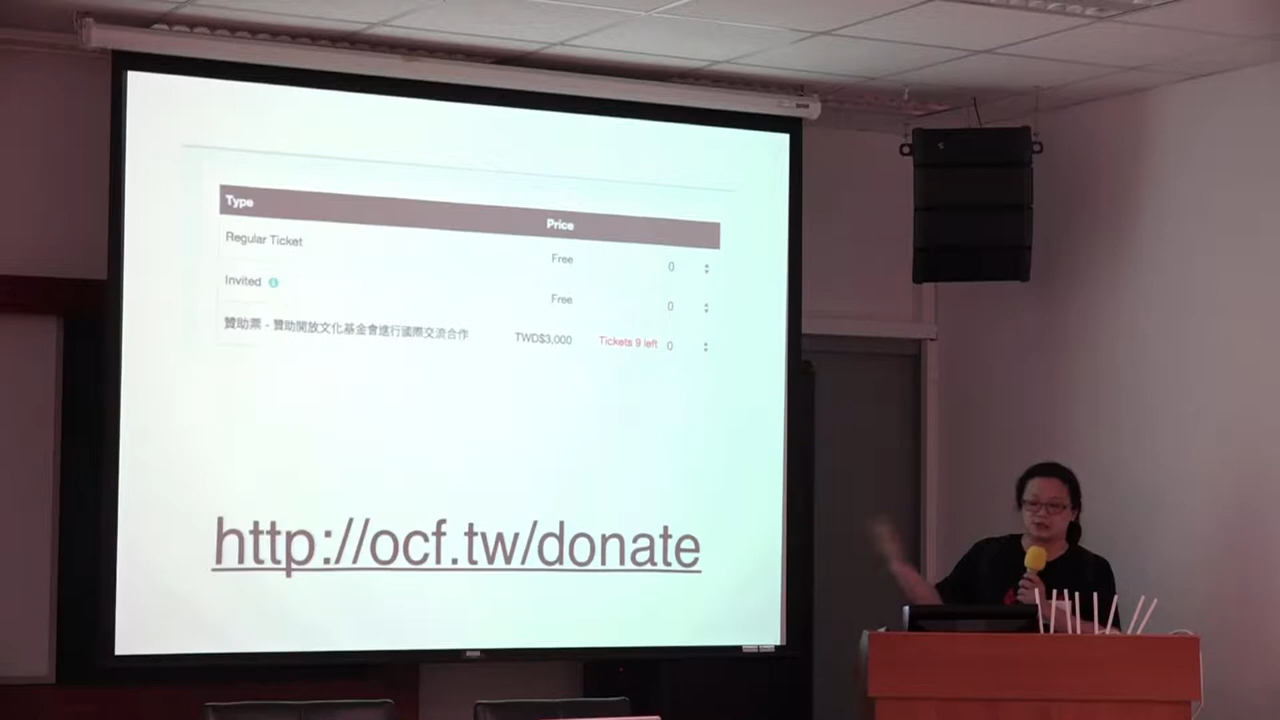 Type Price
Regular Ticket Free 0
Invited Free 0
贊助票 - 贊助開放文化基金會進行國際交流合作 TWD$3,000 Tickets 9 left 0
http://ocf.tw/donate